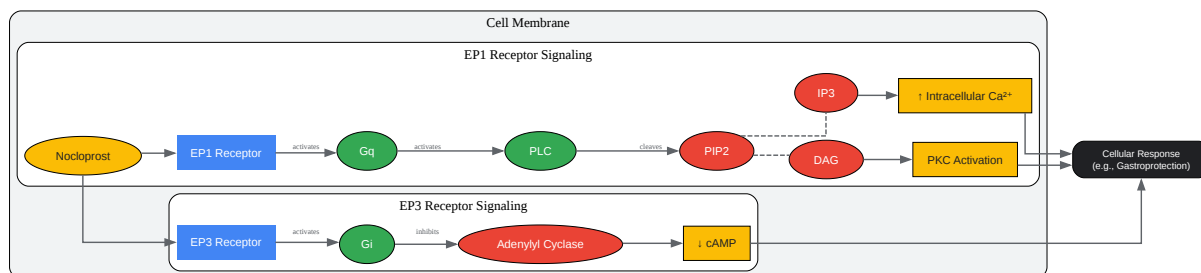 Cell Membrane
EP1 Receptor Signaling
IP3
↑ Intracellular Ca²⁺
Nocloprost
EP1 Receptor
activates
Gq
activates
PLC
cleaves
PIP2
DAG
PKC Activation
Cellular Response
(e.g., Gastroprotection)
EP3 Receptor Signaling
EP3 Receptor
activates
Gi
inhibits
Adenylyl Cyclase
↓ cAMP